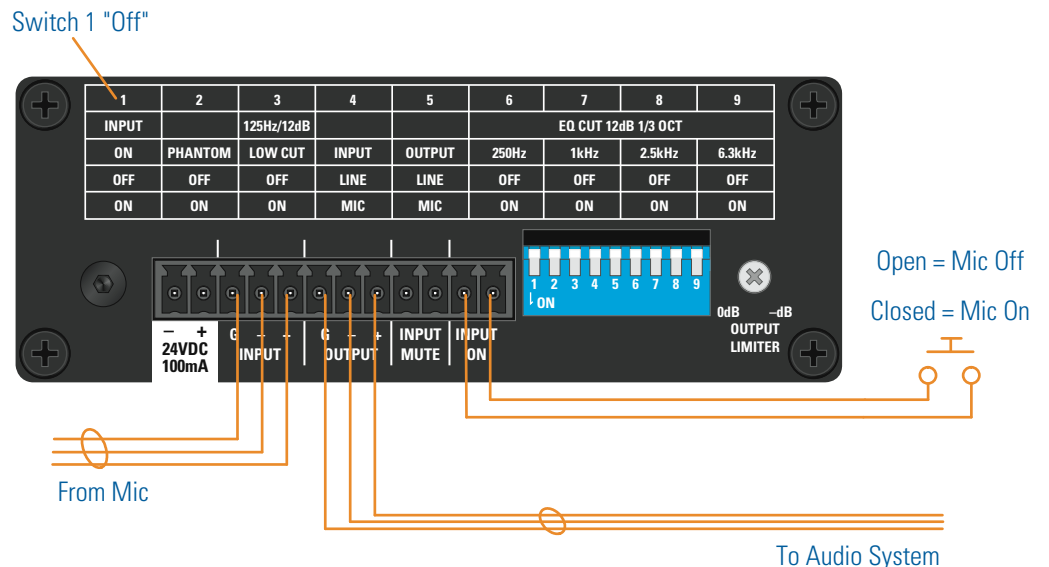 Switch 1 "Off"
1 2 3 4 5 6 7 8 9
INPUT 125Hz/12dB EQ CUT 12dB 1/3 OCT
ON PHANTOM LOW CUT INPUT OUTPUT 250Hz 1kHz 2.5kHz 6.3kHz
OFF OFF OFF LINE LINE OFF OFF OFF OFF
ON ON ON MIC MIC ON ON ON ON
1 2 3 4 5 6 7 8 9
↓ ON
0dB –dB
OUTPUT
LIMITER
– +
24VDC
100mA
G – +
INPUT
G – +
OUTPUT
INPUT
MUTE
INPUT
ON
Open = Mic Off
Closed = Mic On
From Mic
To Audio System